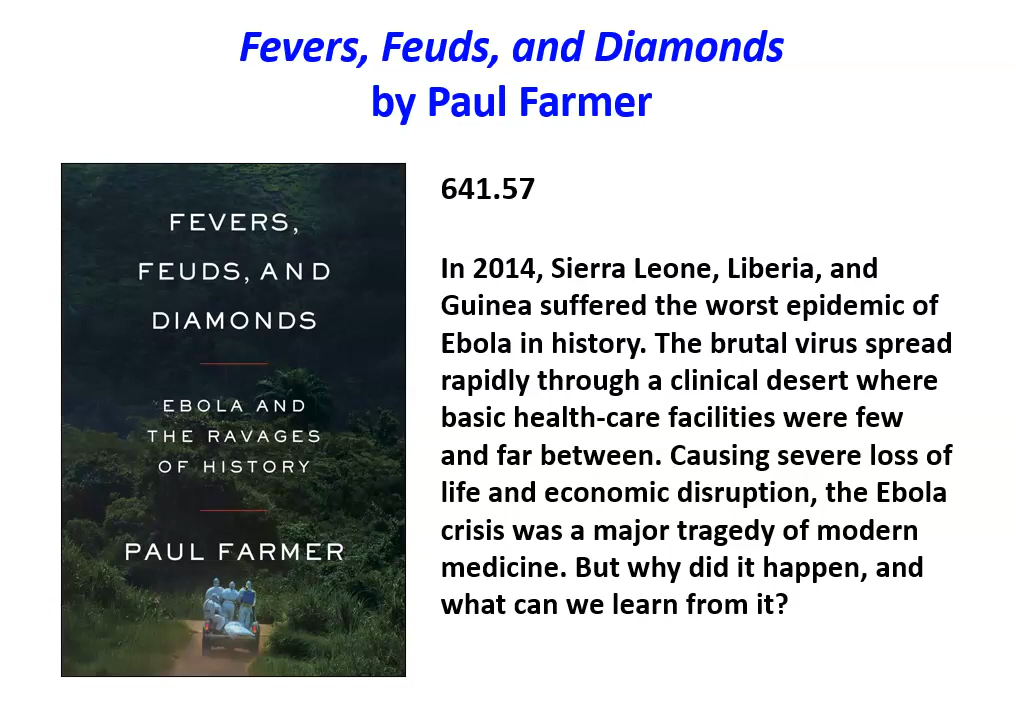 Fevers, Feuds, and Diamonds
by Paul Farmer
FEVERS,
FEUDS, AND
DIAMONDS
EBOLA AND
THE RAVAGES
OF HISTORY
PAUL FARMER
641.57
In 2014, Sierra Leone, Liberia, and
Guinea suffered the worst epidemic of
Ebola in history. The brutal virus spread
rapidly through a clinical desert where
basic health-care facilities were few
and far between. Causing severe loss of
life and economic disruption, the Ebola
crisis was a major tragedy of modern
medicine. But why did it happen, and
what can we learn from it?